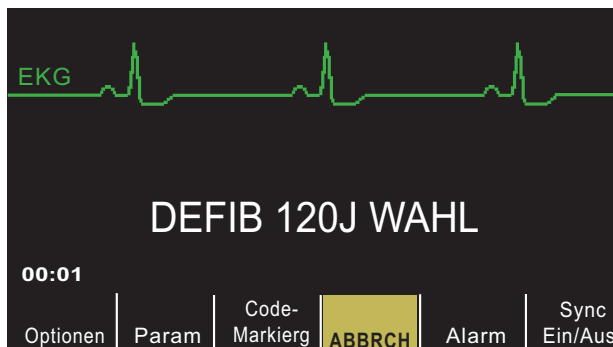 EKG
DEFIB 120J WAHL
00:01
Optionen
Param
Code-
Markierg
ABBRCH
Alarm
Sync
Ein/Aus